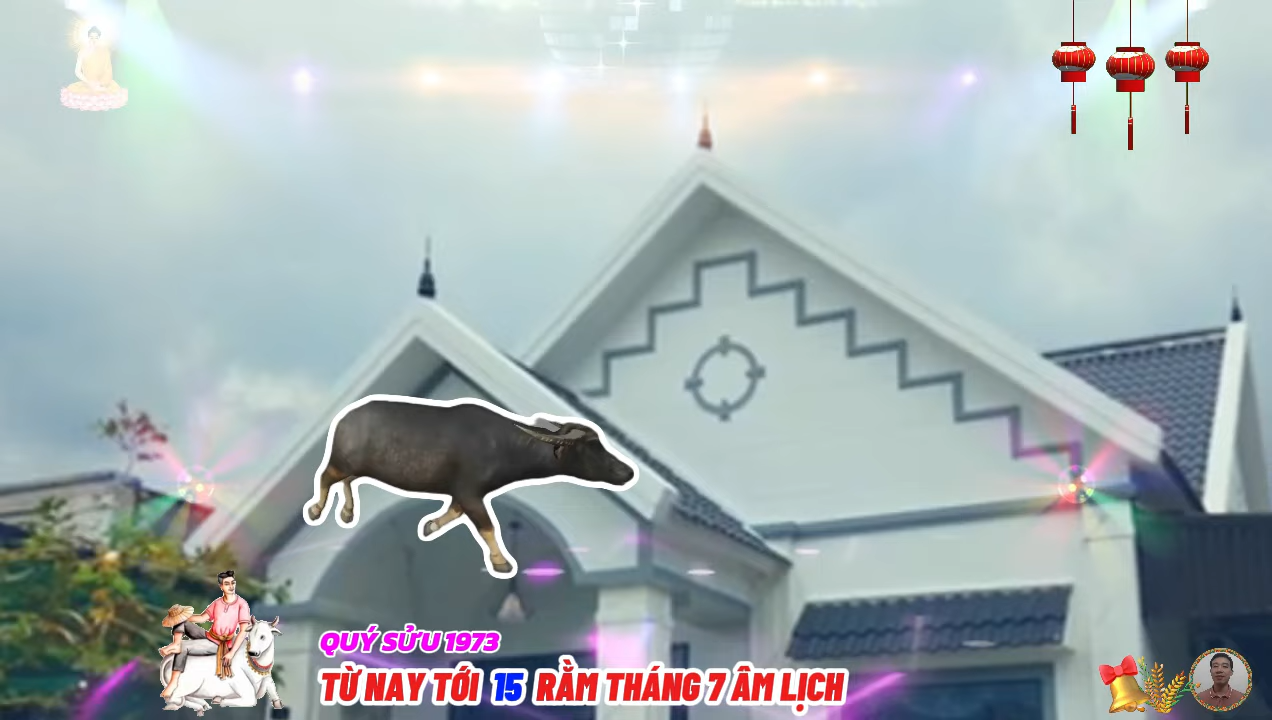 QUÝ SỬU 1973
TỪ NAY TỚI 15 RẰM THÁNG 7 ÂM LỊCH